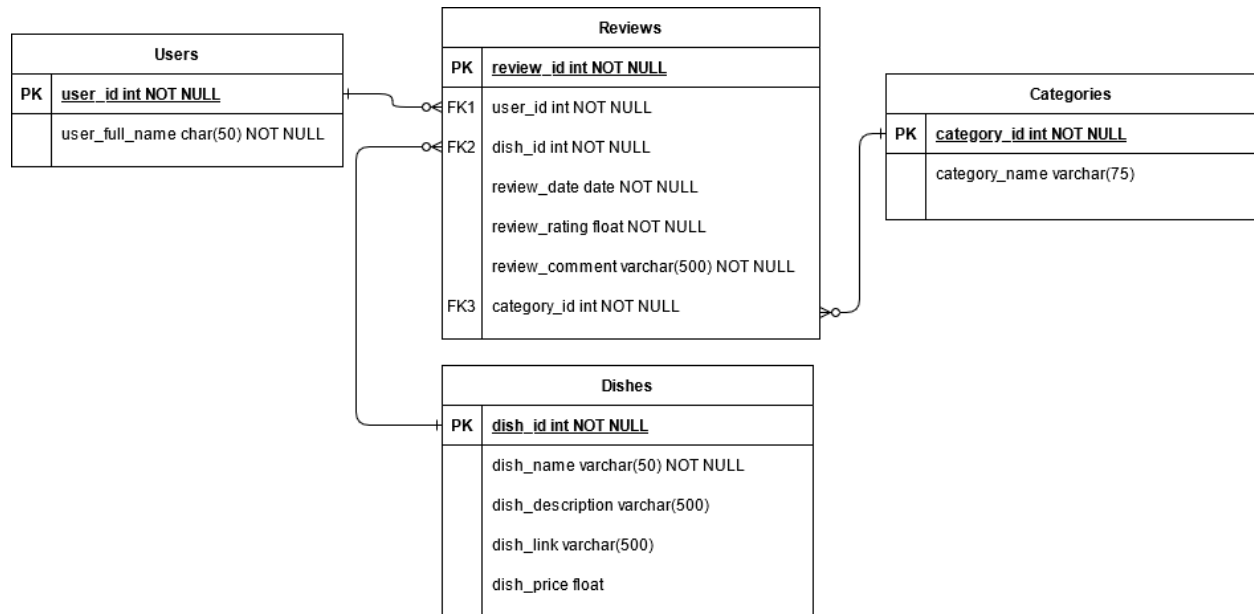 Users
PK user_id int NOT NULL
user_full_name char(50) NOT NULL
Reviews
PK review_id int NOT NULL
FK1 user_id int NOT NULL
FK2 dish_id int NOT NULL
review_date date NOT NULL
review_rating float NOT NULL
review_comment varchar(500) NOT NULL
FK3 category_id int NOT NULL
Categories
PK category_id int NOT NULL
category_name varchar(75)
Dishes
PK dish_id int NOT NULL
dish_name varchar(50) NOT NULL
dish_description varchar(500)
dish_link varchar(500)
dish_price float